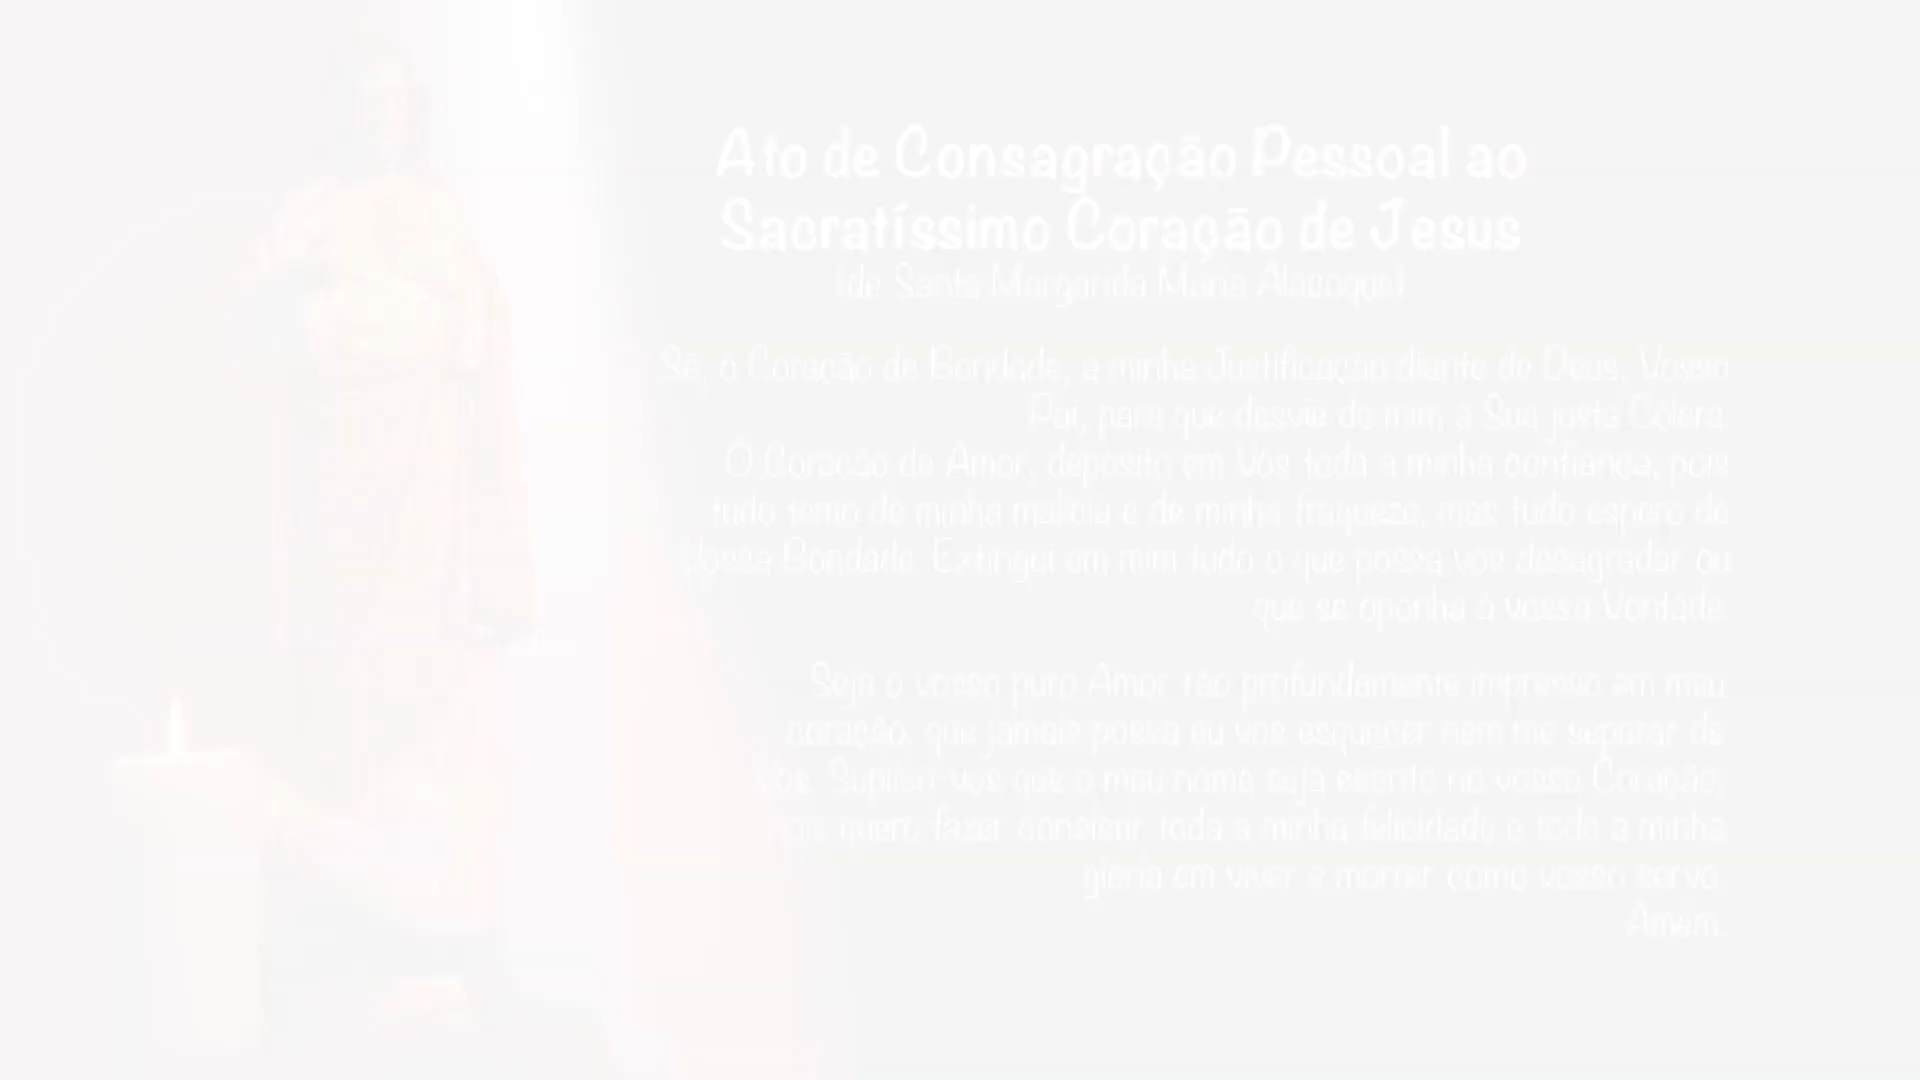 Ato de Consagração Pessoal ao
Sacratíssimo Coração de Jesus
(de Santa Margarida Maria Alacoque)
Sê, o Coração de Bondade, a minha Justificação diante de Deus, Vosso
Pai, para que desvie de mim a Sua justa Cólera.
O Coração de Amor, deposito em Vós toda a minha confiança, pois
tudo temo de minha malícia e de minha fraqueza, mas tudo espero de
Vossa Bondade. Extingui em mim tudo o que possa vos desagradar ou
que se oponha à vossa Vontade.
Seja o vosso puro Amor tão profundamente impresso em meu
coração, que jamais possa eu vos esquecer nem me separar de
Vós. Suplico-vos que o meu nome seja escrito no vosso Coração,
pois quero fazer consistir toda a minha felicidade e toda a minha
glória em viver e morrer como vosso servo.
Amem.